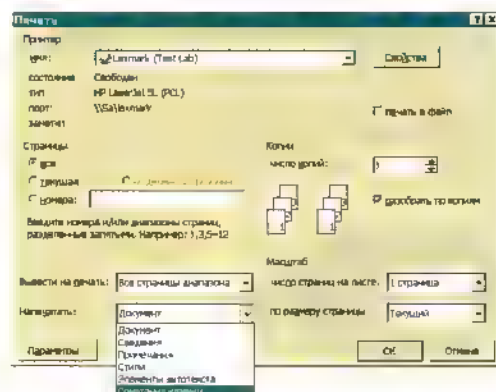 Печать
Принтер
имя: Lexmark (Test Lab) Свойства
состояние Свободен
тип HP LaserJet 5L (PCL)
порт:
заметки: печать в файл
Страницы Копии
все число копий:
текущая
номера: разобрать по копиям
Введите номера и/или диапазоны страниц,
разделенные запятыми. Например: 1,3,5–12
Масштаб
Вывести на печать: Все страницы диапазона число страниц на листе: 1 страница
Напечатать: Документ по размеру страницы Текущий
Документ
Сведения
Примечания
Стили
Элементы автотекста
Параметры ОК Отмена